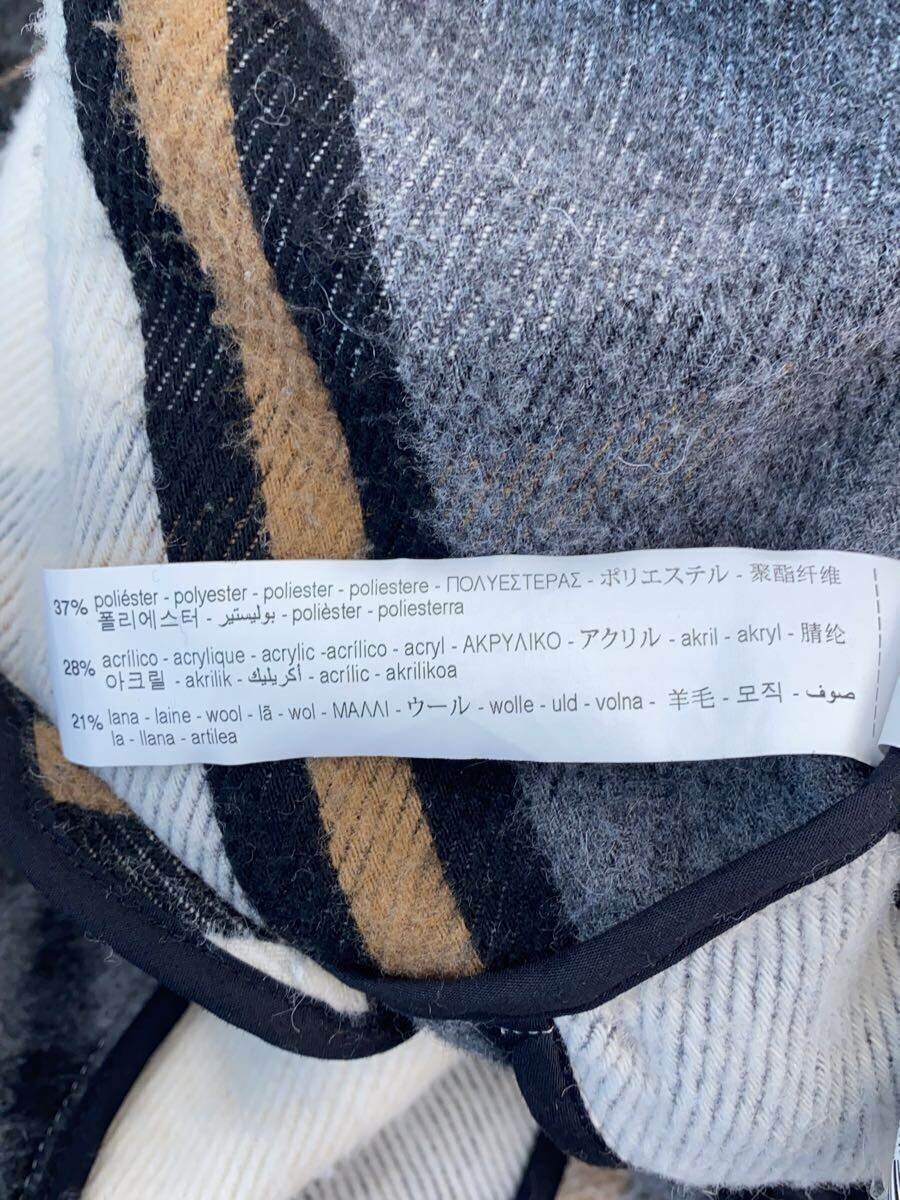 37% poliéster - polyester - poliester - poliestere - ΠΟΛΥΕΣΤΕΡΑΣ - ポリエステル - 聚酯纤维
폴리에스터 - بوليستير - polièster - poliesterra
28% acrílico - acrylique - acrylic -acrílico - acryl - ΑΚΡΥΛΙΚΟ - アクリル - akril - akryl - 腈纶
아크릴 - akrilik - أكريليك - acrílic - akrilikoa
21% lana - laine - wool - lã - wol - ΜΑΛΛΙ - ウール - wolle - uld - volna - 羊毛 - 모직 - صوف
la - llana - artilea